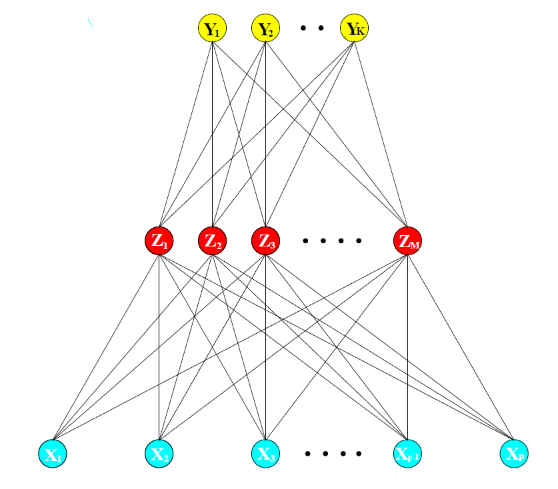 Y1 Y2 · · YK
Z1 Z2 Z3 · · · · ZM
X1 X2 X3 · · · · Xp-1 Xp